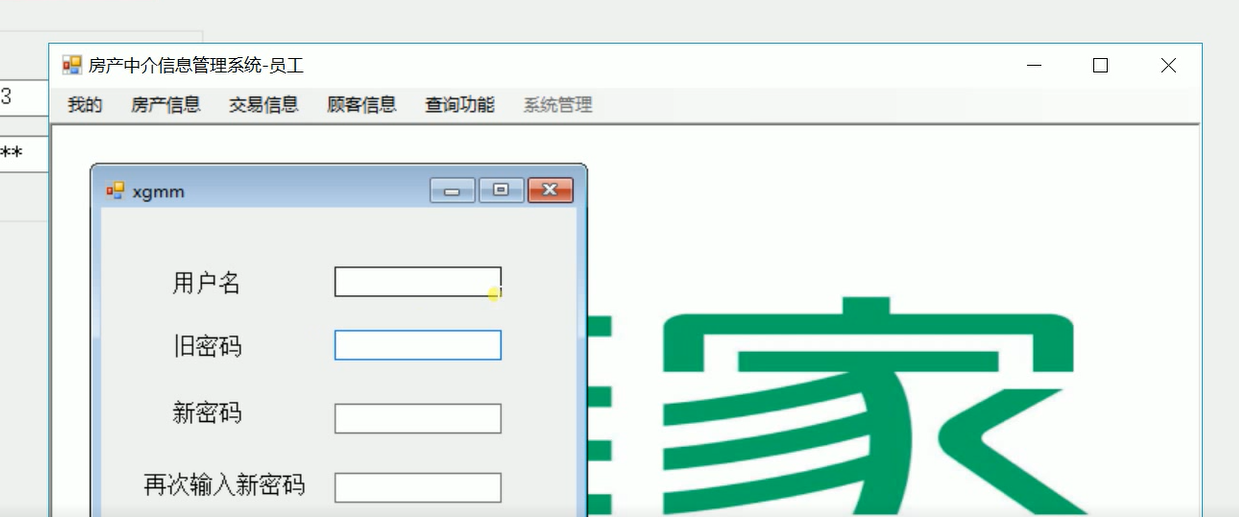 房产中介信息管理系统-员工
3
我的 房产信息 交易信息 顾客信息 查询功能 系统管理
**
xgmm
用户名
旧密码
新密码
再次输入新密码
家